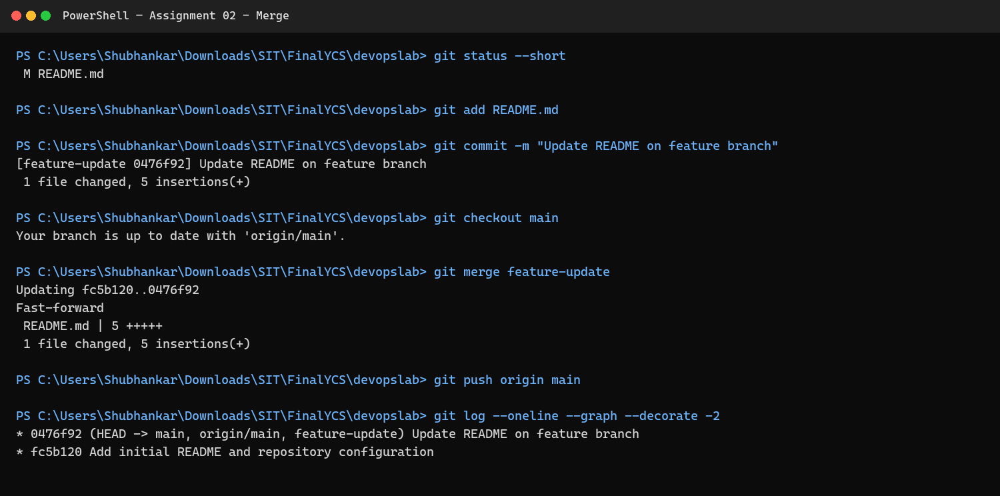 PowerShell — Assignment 02 - Merge
PS C:\Users\Shubhankar\Downloads\SIT\FinalYCS\devopslab> git status --short
 M README.md
PS C:\Users\Shubhankar\Downloads\SIT\FinalYCS\devopslab> git add README.md
PS C:\Users\Shubhankar\Downloads\SIT\FinalYCS\devopslab> git commit -m "Update README on feature branch"
[feature-update 0476f92] Update README on feature branch
 1 file changed, 5 insertions(+)
PS C:\Users\Shubhankar\Downloads\SIT\FinalYCS\devopslab> git checkout main
Your branch is up to date with 'origin/main'.
PS C:\Users\Shubhankar\Downloads\SIT\FinalYCS\devopslab> git merge feature-update
Updating fc5b120..0476f92
Fast-forward
 README.md | 5 +++++
 1 file changed, 5 insertions(+)
PS C:\Users\Shubhankar\Downloads\SIT\FinalYCS\devopslab> git push origin main
PS C:\Users\Shubhankar\Downloads\SIT\FinalYCS\devopslab> git log --oneline --graph --decorate -2
* 0476f92 (HEAD -> main, origin/main, feature-update) Update README on feature branch
* fc5b120 Add initial README and repository configuration